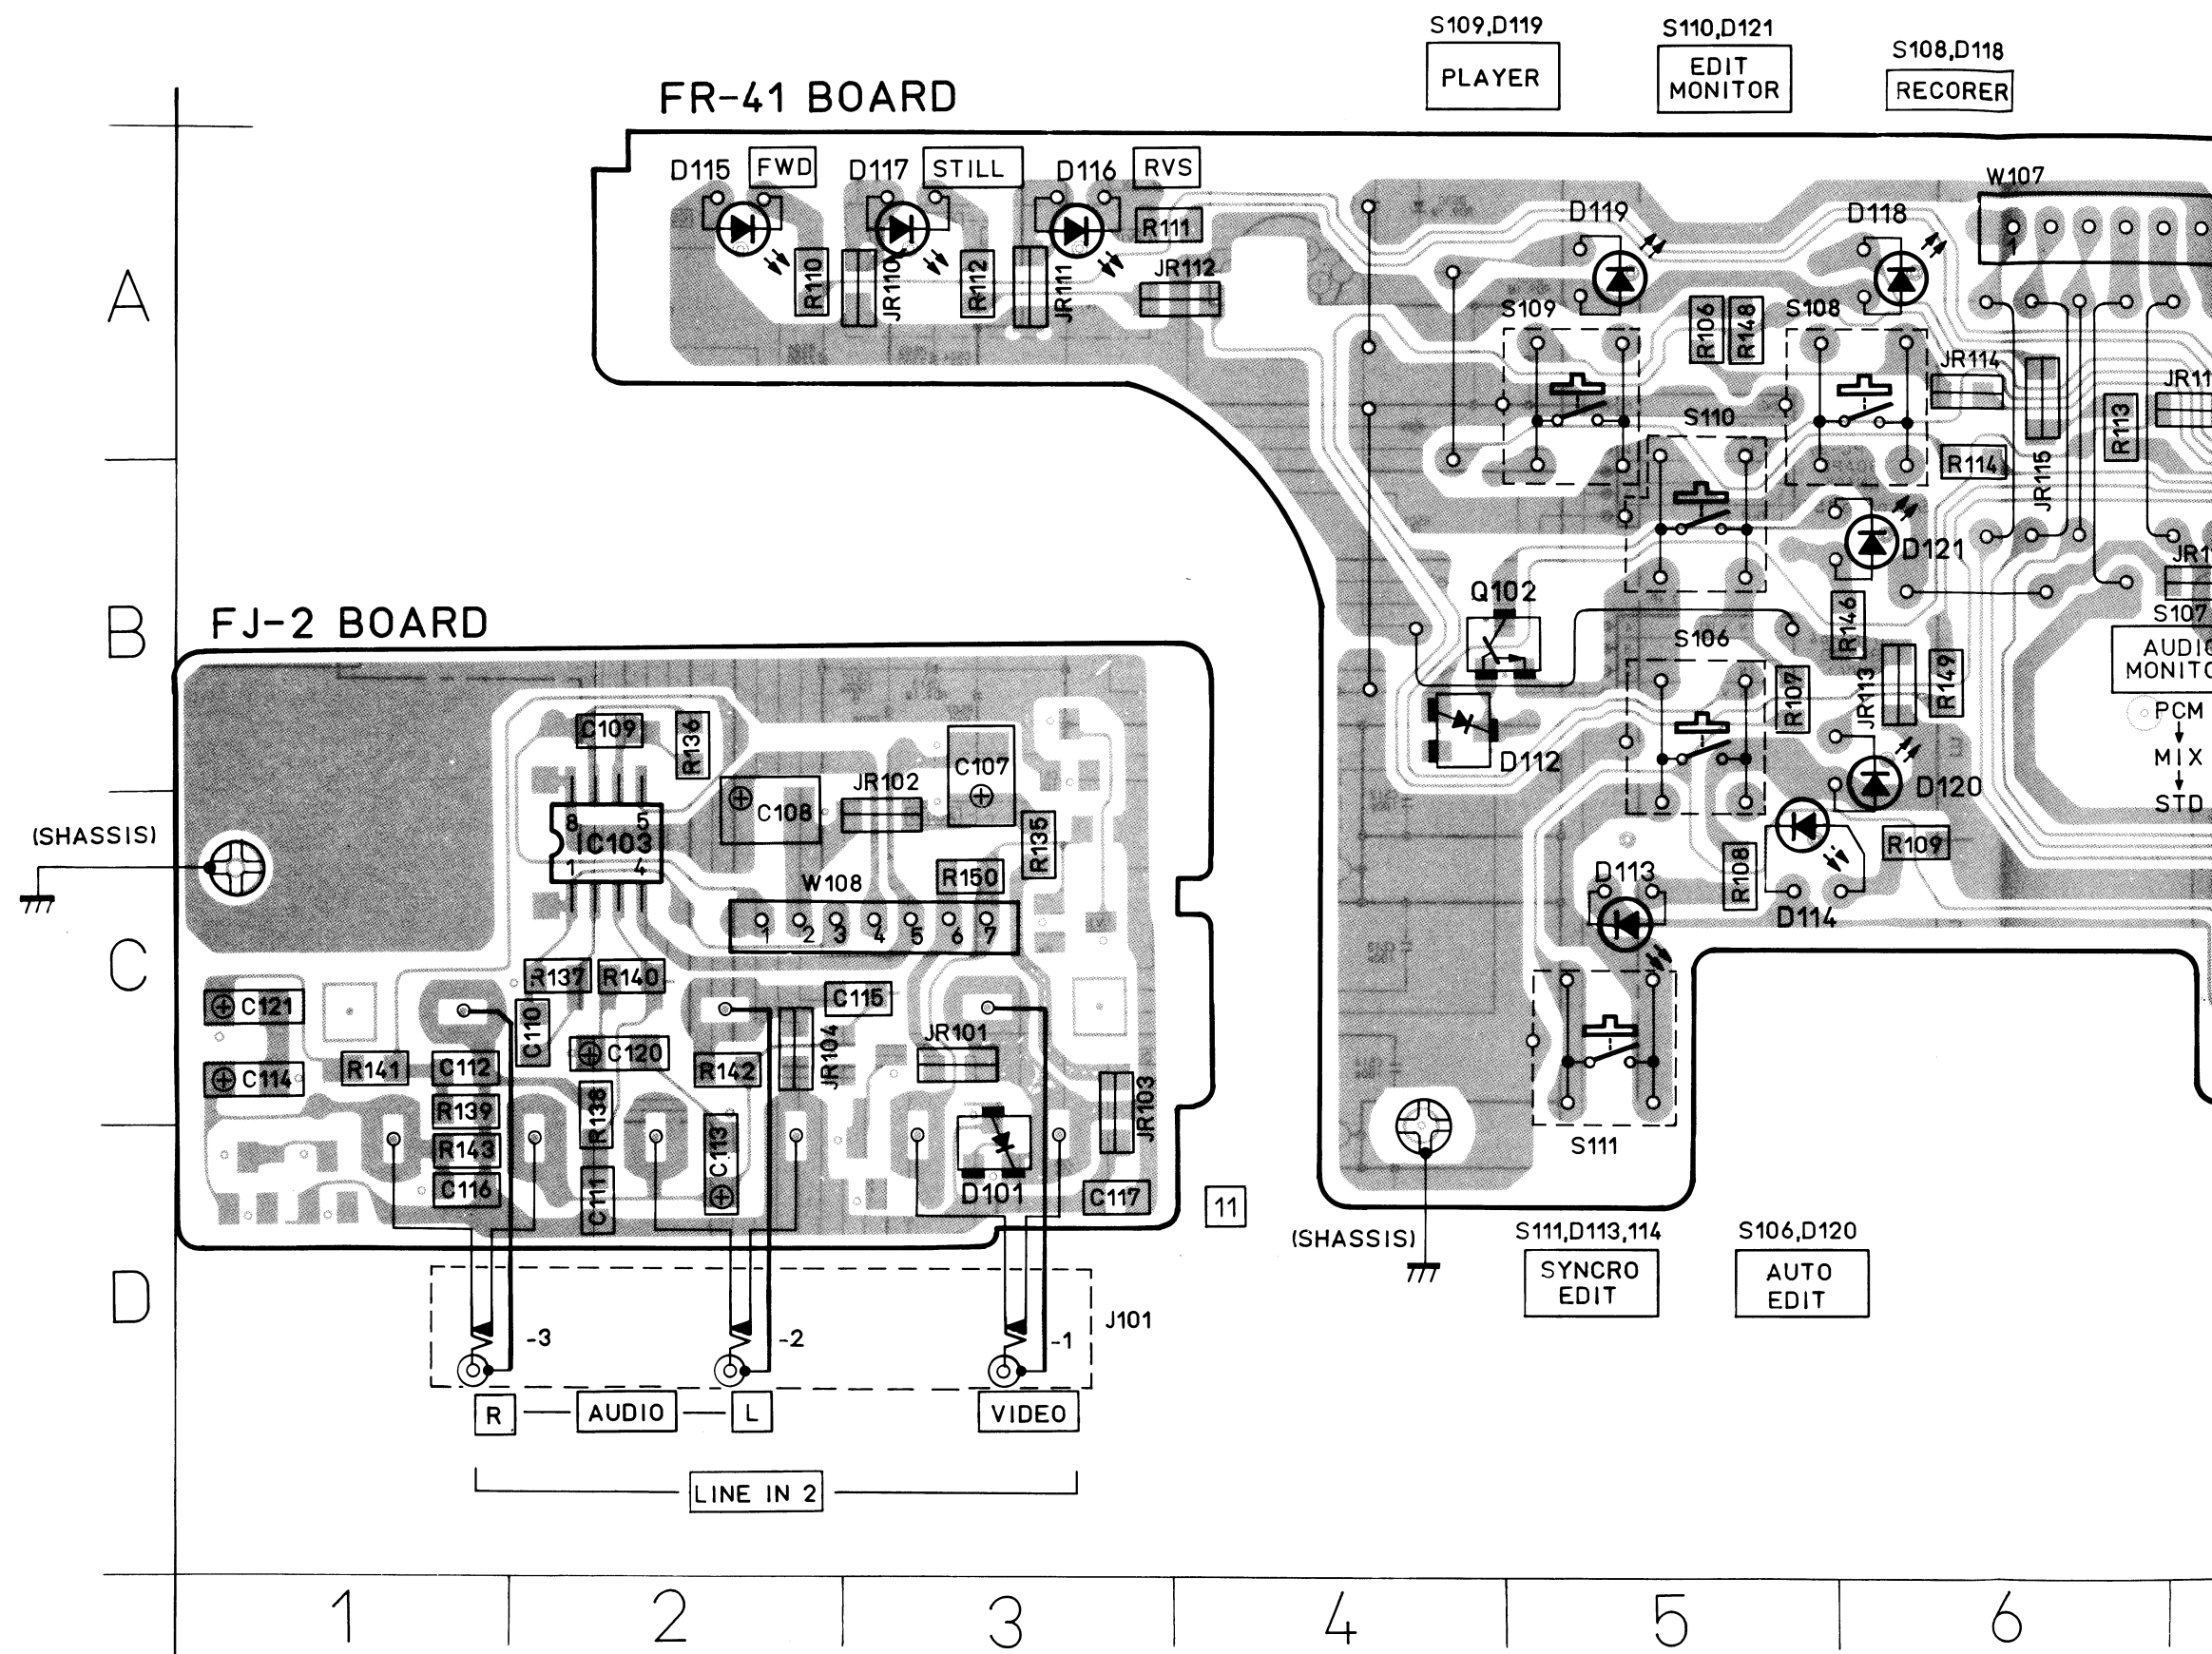 S109,D119
PLAYER
S110,D121
EDIT
MONITOR
S108,D118
RECORER
FR-41 BOARD
D115
FWD
D117
STILL
D116
RVS
R111
W107
1
D119
D118
A
R110
JR110
R112
JR111
JR112
S109
R106
R148
S108
JR114
S110
R113
R114
JR115
D121
Q102
R146
S107
S106
AUDIO
MONITO
B
FJ-2 BOARD
R107
JR113
R149
PCM
MIX
STD
D112
D120
C109
R136
C107
JR102
C108
(SHASSIS)
8 5
IC103
1 4
R135
R109
R108
D113
D114
W108
R150
1 2 3 4 5 6 7
C
R137
R140
C121
C115
C110
JR104
JR101
C120
R141
C112
R142
C114
R139
R138
JR103
R143
C113
C116
C111
D101
C117
11
S111
(SHASSIS)
S111,D113,114
SYNCRO
EDIT
S106,D120
AUTO
EDIT
D
J101
-3
-2
-1
R
AUDIO
L
VIDEO
LINE IN 2
1 2 3 4 5 6